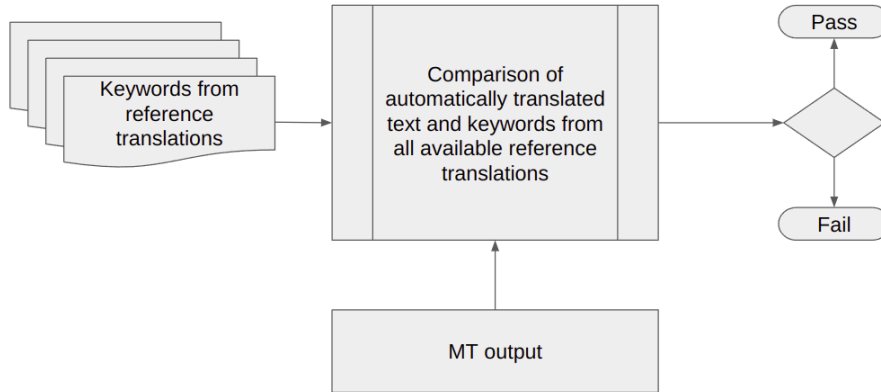 Keywords from
reference
translations
Comparison of
automatically translated
text and keywords from
all available reference
translations
Pass
Fail
MT output